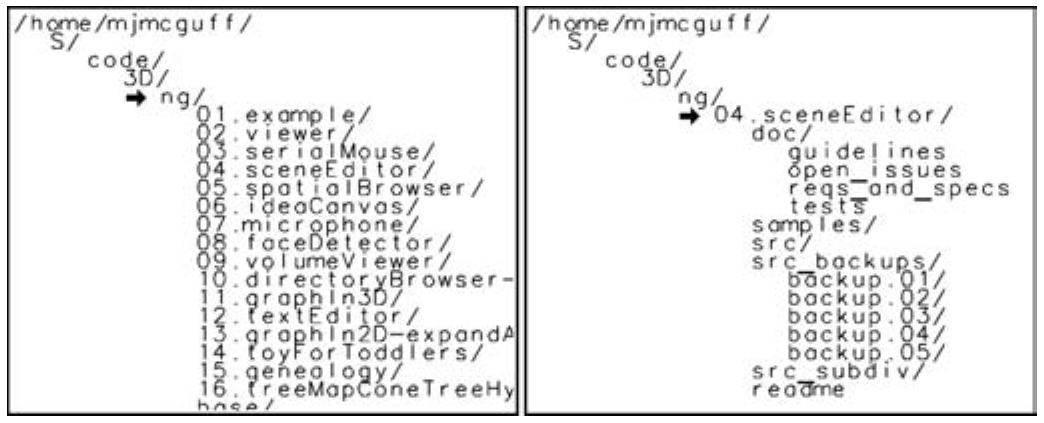 /home/mjmcguff/
S/
code/
3D/
ng/
01.example/
02.viewer/
03.serialMouse/
04.sceneEditor/
05.spatialBrowser/
06.ideaCanvas/
07.microphone/
08.faceDetector/
09.volumeViewer/
10.directoryBrowser-
11.graphIn3D/
12.textEditor/
13.graphIn2D-expandA
14.toyForToddlers/
15.genealogy/
16.treeMapConeTreeHy
base/
/home/mjmcguff/
S/
code/
3D/
ng/
04.sceneEditor/
doc/
guidelines
open_issues
reqs_and_specs
tests
samples/
src/
src_backups/
backup.01/
backup.02/
backup.03/
backup.04/
backup.05/
src_subdiv/
readme